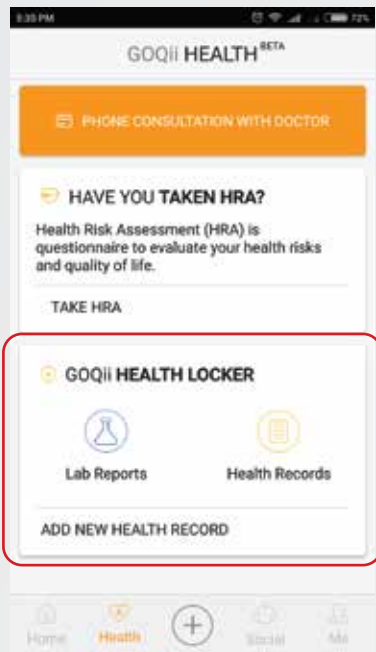 GOQii HEALTH BETA
PHONE CONSULTATION WITH DOCTOR
HAVE YOU TAKEN HRA?
Health Risk Assessment (HRA) is
questionnaire to evaluate your health risks
and quality of life.
TAKE HRA
GOQii HEALTH LOCKER
Lab Reports Health Records
ADD NEW HEALTH RECORD
Home Health Social Me